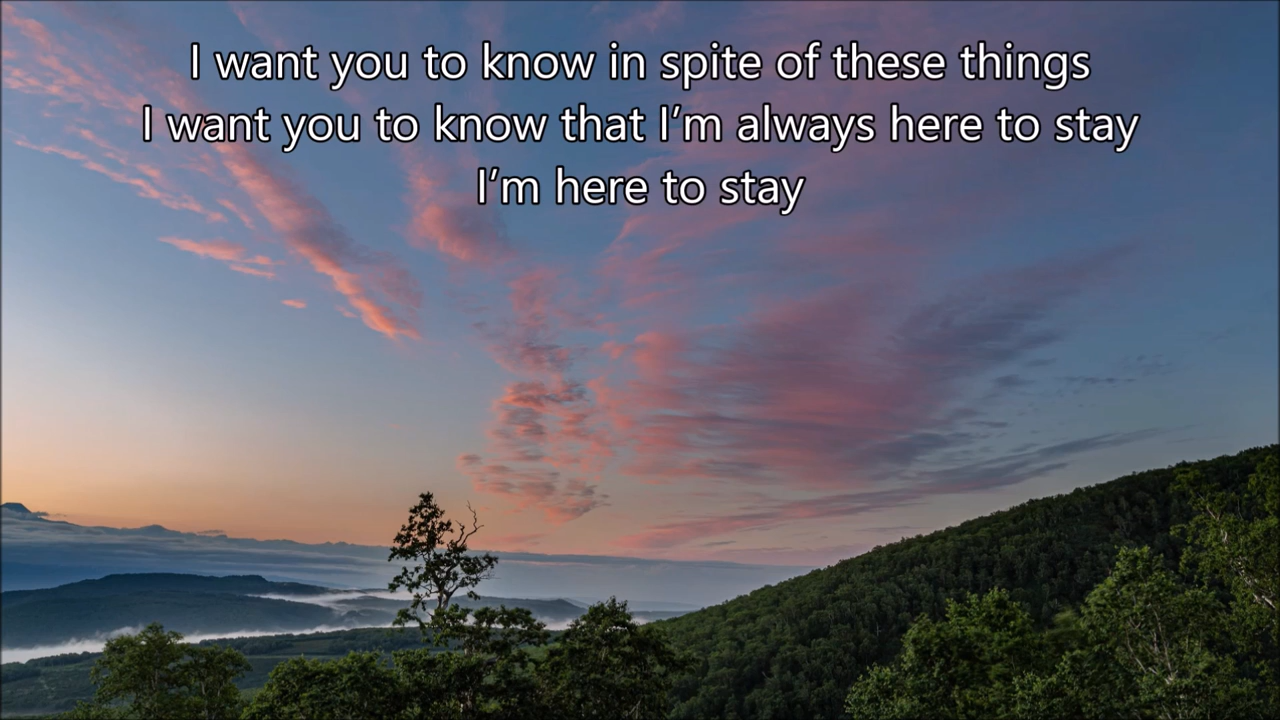 I want you to know in spite of these things
I want you to know that I’m always here to stay
I’m here to stay